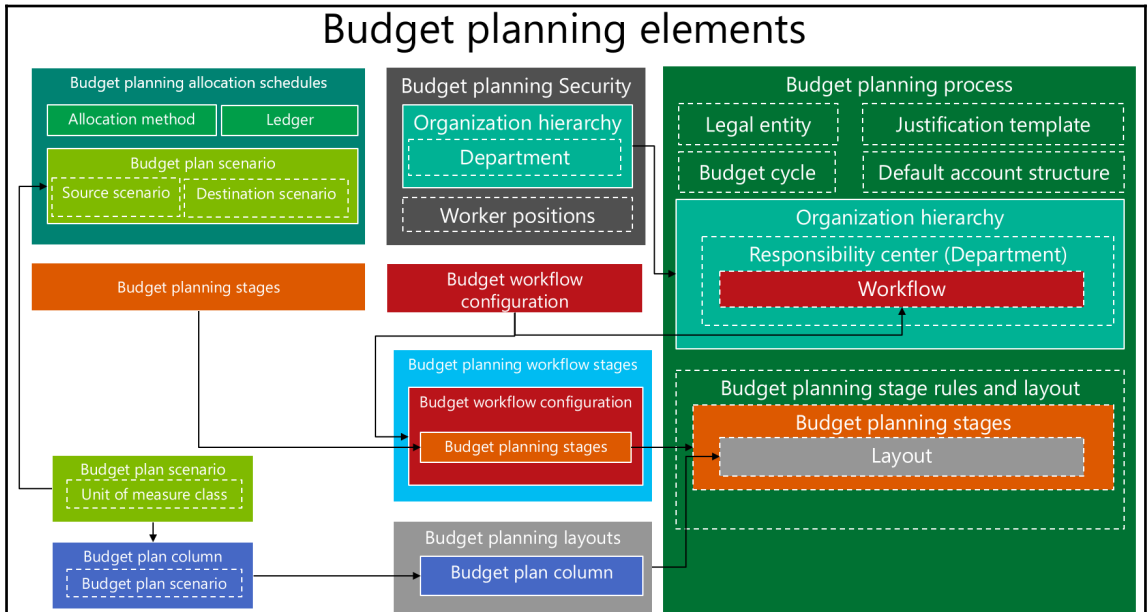 Budget planning elements
Budget planning allocation schedules
Allocation method
Ledger
Budget plan scenario
Source scenario
Destination scenario
Budget planning Security
Organization hierarchy
Department
Worker positions
Budget planning process
Legal entity
Justification template
Budget cycle
Default account structure
Organization hierarchy
Responsibility center (Department)
Workflow
Budget planning stages
Budget workflow
configuration
Budget planning workflow stages
Budget workflow configuration
Budget planning stages
Budget planning stage rules and layout
Budget planning stages
Layout
Budget plan scenario
Unit of measure class
Budget plan column
Budget plan scenario
Budget planning layouts
Budget plan column